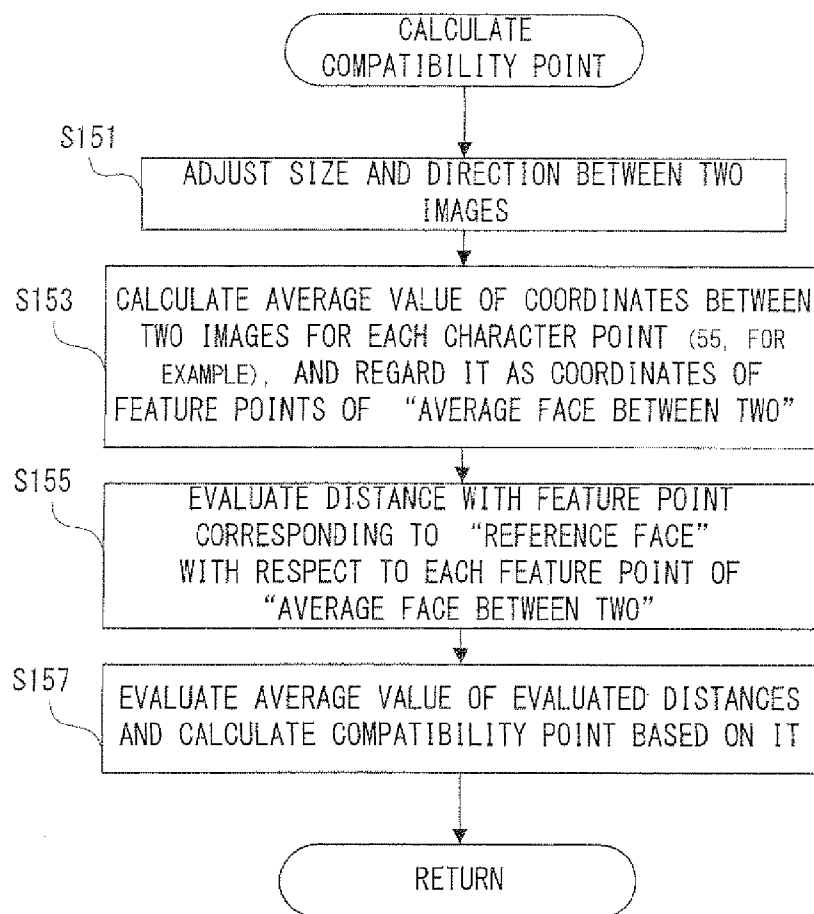 CALCULATE
COMPATIBILITY POINT
S151
ADJUST SIZE AND DIRECTION BETWEEN TWO
IMAGES
S153
CALCULATE AVERAGE VALUE OF COORDINATES BETWEEN
TWO IMAGES FOR EACH CHARACTER POINT (55, FOR
EXAMPLE), AND REGARD IT AS COORDINATES OF
FEATURE POINTS OF "AVERAGE FACE BETWEEN TWO"
S155
EVALUATE DISTANCE WITH FEATURE POINT
CORRESPONDING TO "REFERENCE FACE"
WITH RESPECT TO EACH FEATURE POINT OF
"AVERAGE FACE BETWEEN TWO"
S157
EVALUATE AVERAGE VALUE OF EVALUATED DISTANCES
AND CALCULATE COMPATIBILITY POINT BASED ON IT
RETURN